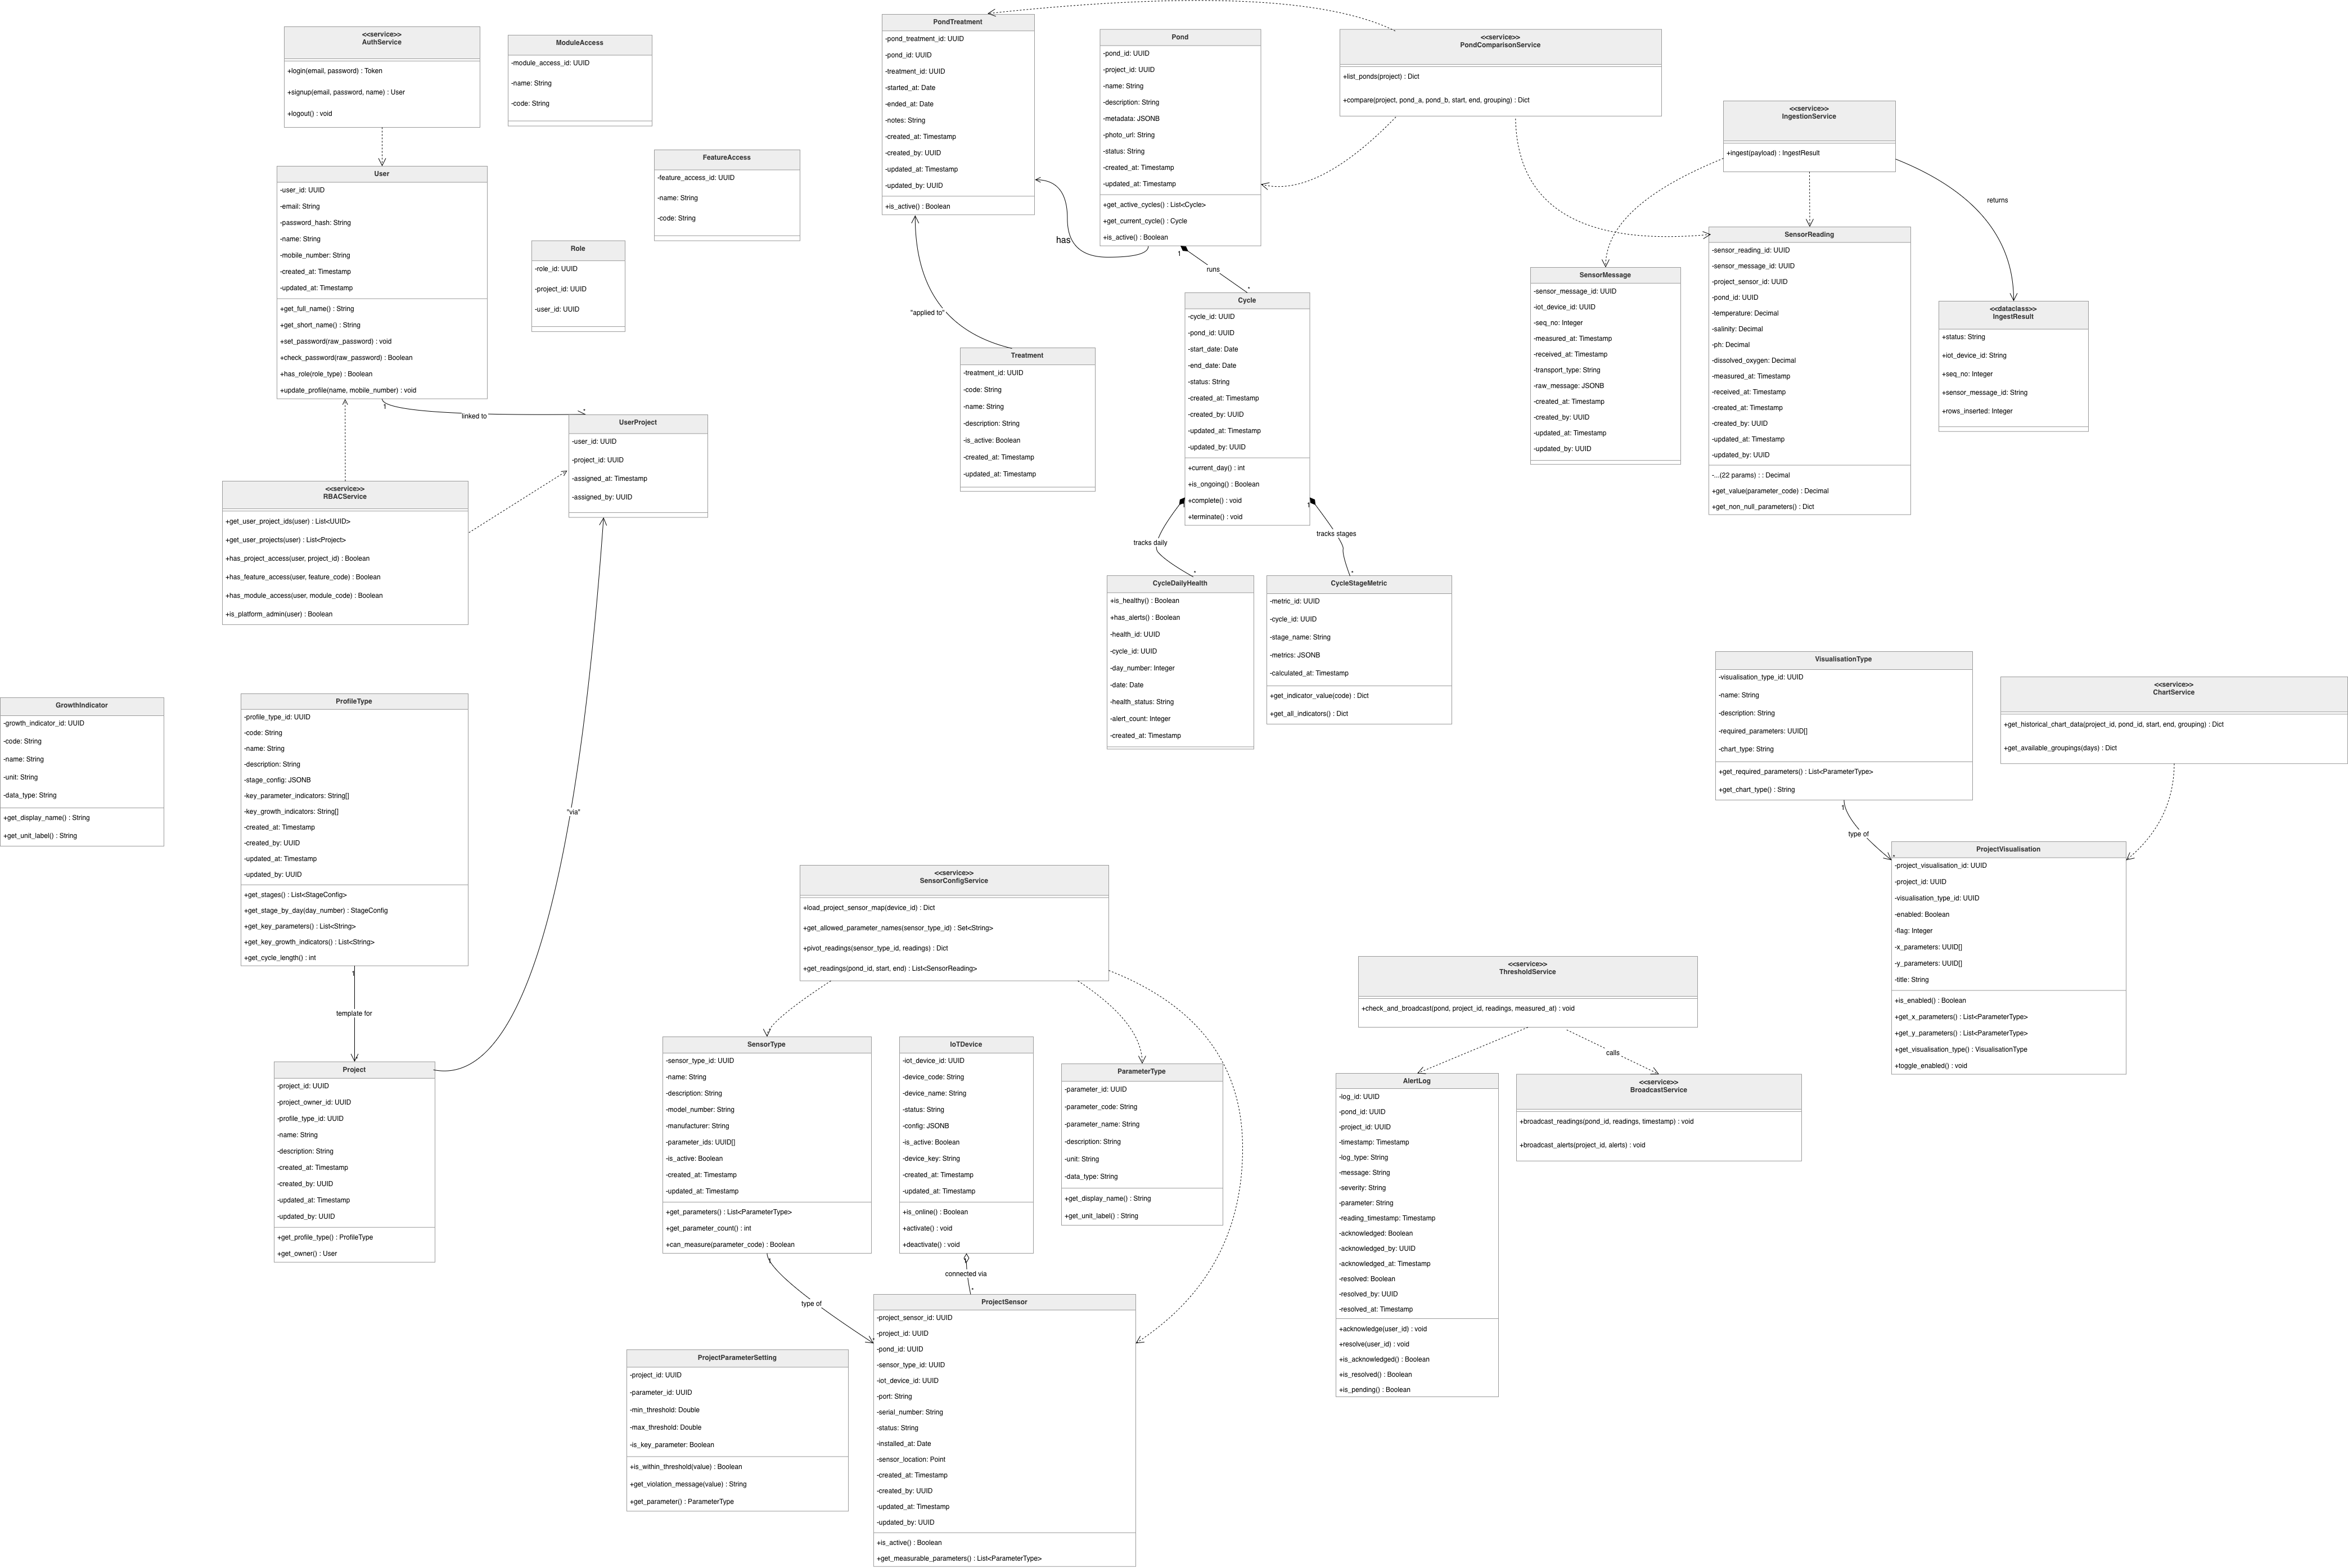 <<service>>
AuthService
+login(email, password) : Token
+signup(email, password, name) : User
+logout() : void
ModuleAccess
-module_access_id: UUID
-name: String
-code: String
FeatureAccess
-feature_access_id: UUID
-name: String
-code: String
Role
-role_id: UUID
-project_id: UUID
-user_id: UUID
User
-user_id: UUID
-email: String
-password_hash: String
-name: String
-mobile_number: String
-created_at: Timestamp
-updated_at: Timestamp
+get_full_name() : String
+get_short_name() : String
+set_password(raw_password) : void
+check_password(raw_password) : Boolean
+has_role(role_type) : Boolean
+update_profile(name, mobile_number) : void
1
linked to
*
UserProject
-user_id: UUID
-project_id: UUID
-assigned_at: Timestamp
-assigned_by: UUID
<<service>>
RBACService
+get_user_project_ids(user) : List<UUID>
+get_user_projects(user) : List<Project>
+has_project_access(user, project_id) : Boolean
+has_feature_access(user, feature_code) : Boolean
+has_module_access(user, module_code) : Boolean
+is_platform_admin(user) : Boolean
PondTreatment
-pond_treatment_id: UUID
-pond_id: UUID
-treatment_id: UUID
-started_at: Date
-ended_at: Date
-notes: String
-created_at: Timestamp
-created_by: UUID
-updated_at: Timestamp
-updated_by: UUID
+is_active() : Boolean
Pond
-pond_id: UUID
-project_id: UUID
-name: String
-description: String
-metadata: JSONB
-photo_url: String
-status: String
-created_at: Timestamp
-updated_at: Timestamp
+get_active_cycles() : List<Cycle>
+get_current_cycle() : Cycle
+is_active() : Boolean
has
1
runs
*
"applied to"
Treatment
-treatment_id: UUID
-code: String
-name: String
-description: String
-is_active: Boolean
-created_at: Timestamp
-updated_at: Timestamp
Cycle
-cycle_id: UUID
-pond_id: UUID
-start_date: Date
-end_date: Date
-status: String
-created_at: Timestamp
-created_by: UUID
-updated_at: Timestamp
-updated_by: UUID
+current_day() : int
+is_ongoing() : Boolean
+complete() : void
+terminate() : void
1
1
tracks daily
tracks stages
*
*
CycleDailyHealth
+is_healthy() : Boolean
+has_alerts() : Boolean
-health_id: UUID
-cycle_id: UUID
-day_number: Integer
-date: Date
-health_status: String
-alert_count: Integer
-created_at: Timestamp
CycleStageMetric
-metric_id: UUID
-cycle_id: UUID
-stage_name: String
-metrics: JSONB
-calculated_at: Timestamp
+get_indicator_value(code) : Dict
+get_all_indicators() : Dict
<<service>>
PondComparisonService
+list_ponds(project) : Dict
+compare(project, pond_a, pond_b, start, end, grouping) : Dict
<<service>>
IngestionService
+ingest(payload) : IngestResult
returns
SensorMessage
-sensor_message_id: UUID
-iot_device_id: UUID
-seq_no: Integer
-measured_at: Timestamp
-received_at: Timestamp
-transport_type: String
-raw_message: JSONB
-created_at: Timestamp
-created_by: UUID
-updated_at: Timestamp
-updated_by: UUID
SensorReading
-sensor_reading_id: UUID
-sensor_message_id: UUID
-project_sensor_id: UUID
-pond_id: UUID
-temperature: Decimal
-salinity: Decimal
-ph: Decimal
-dissolved_oxygen: Decimal
-measured_at: Timestamp
-received_at: Timestamp
-created_at: Timestamp
-created_by: UUID
-updated_at: Timestamp
-updated_by: UUID
-...(22 params) : : Decimal
+get_value(parameter_code) : Decimal
+get_non_null_parameters() : Dict
<<dataclass>>
IngestResult
+status: String
+iot_device_id: String
+seq_no: Integer
+sensor_message_id: String
+rows_inserted: Integer
GrowthIndicator
-growth_indicator_id: UUID
-code: String
-name: String
-unit: String
-data_type: String
+get_display_name() : String
+get_unit_label() : String
ProfileType
-profile_type_id: UUID
-code: String
-name: String
-description: String
-stage_config: JSONB
-key_parameter_indicators: String[]
-key_growth_indicators: String[]
-created_at: Timestamp
-created_by: UUID
-updated_at: Timestamp
-updated_by: UUID
+get_stages() : List<StageConfig>
+get_stage_by_day(day_number) : StageConfig
+get_key_parameters() : List<String>
+get_key_growth_indicators() : List<String>
+get_cycle_length() : int
1
template for
"via"
Project
-project_id: UUID
-project_owner_id: UUID
-profile_type_id: UUID
-name: String
-description: String
-created_at: Timestamp
-created_by: UUID
-updated_at: Timestamp
-updated_by: UUID
+get_profile_type() : ProfileType
+get_owner() : User
<<service>>
SensorConfigService
+load_project_sensor_map(device_id) : Dict
+get_allowed_parameter_names(sensor_type_id) : Set<String>
+pivot_readings(sensor_type_id, readings) : Dict
+get_readings(pond_id, start, end) : List<SensorReading>
SensorType
-sensor_type_id: UUID
-name: String
-description: String
-model_number: String
-manufacturer: String
-parameter_ids: UUID[]
-is_active: Boolean
-created_at: Timestamp
-updated_at: Timestamp
+get_parameters() : List<ParameterType>
+get_parameter_count() : int
+can_measure(parameter_code) : Boolean
IoTDevice
-iot_device_id: UUID
-device_code: String
-device_name: String
-status: String
-config: JSONB
-is_active: Boolean
-device_key: String
-created_at: Timestamp
-updated_at: Timestamp
+is_online() : Boolean
+activate() : void
+deactivate() : void
ParameterType
-parameter_id: UUID
-parameter_code: String
-parameter_name: String
-description: String
-unit: String
-data_type: String
+get_display_name() : String
+get_unit_label() : String
1
type of
1
connected via
*
ProjectParameterSetting
-project_id: UUID
-parameter_id: UUID
-min_threshold: Double
-max_threshold: Double
-is_key_parameter: Boolean
+is_within_threshold(value) : Boolean
+get_violation_message(value) : String
+get_parameter() : ParameterType
ProjectSensor
-project_sensor_id: UUID
-project_id: UUID
-pond_id: UUID
-sensor_type_id: UUID
-iot_device_id: UUID
-port: String
-serial_number: String
-status: String
-installed_at: Date
-sensor_location: Point
-created_at: Timestamp
-created_by: UUID
-updated_at: Timestamp
-updated_by: UUID
+is_active() : Boolean
+get_measurable_parameters() : List<ParameterType>
VisualisationType
-visualisation_type_id: UUID
-name: String
-description: String
-required_parameters: UUID[]
-chart_type: String
+get_required_parameters() : List<ParameterType>
+get_chart_type() : String
<<service>>
ChartService
+get_historical_chart_data(project_id, pond_id, start, end, grouping) : Dict
+get_available_groupings(days) : Dict
1
type of
*
ProjectVisualisation
-project_visualisation_id: UUID
-project_id: UUID
-visualisation_type_id: UUID
-enabled: Boolean
-flag: Integer
-x_parameters: UUID[]
-y_parameters: UUID[]
-title: String
+is_enabled() : Boolean
+get_x_parameters() : List<ParameterType>
+get_y_parameters() : List<ParameterType>
+get_visualisation_type() : VisualisationType
+toggle_enabled() : void
<<service>>
ThresholdService
+check_and_broadcast(pond, project_id, readings, measured_at) : void
calls
AlertLog
-log_id: UUID
-pond_id: UUID
-project_id: UUID
-timestamp: Timestamp
-log_type: String
-message: String
-severity: String
-parameter: String
-reading_timestamp: Timestamp
-acknowledged: Boolean
-acknowledged_by: UUID
-acknowledged_at: Timestamp
-resolved: Boolean
-resolved_by: UUID
-resolved_at: Timestamp
+acknowledge(user_id) : void
+resolve(user_id) : void
+is_acknowledged() : Boolean
+is_resolved() : Boolean
+is_pending() : Boolean
<<service>>
BroadcastService
+broadcast_readings(pond_id, readings, timestamp) : void
+broadcast_alerts(project_id, alerts) : void